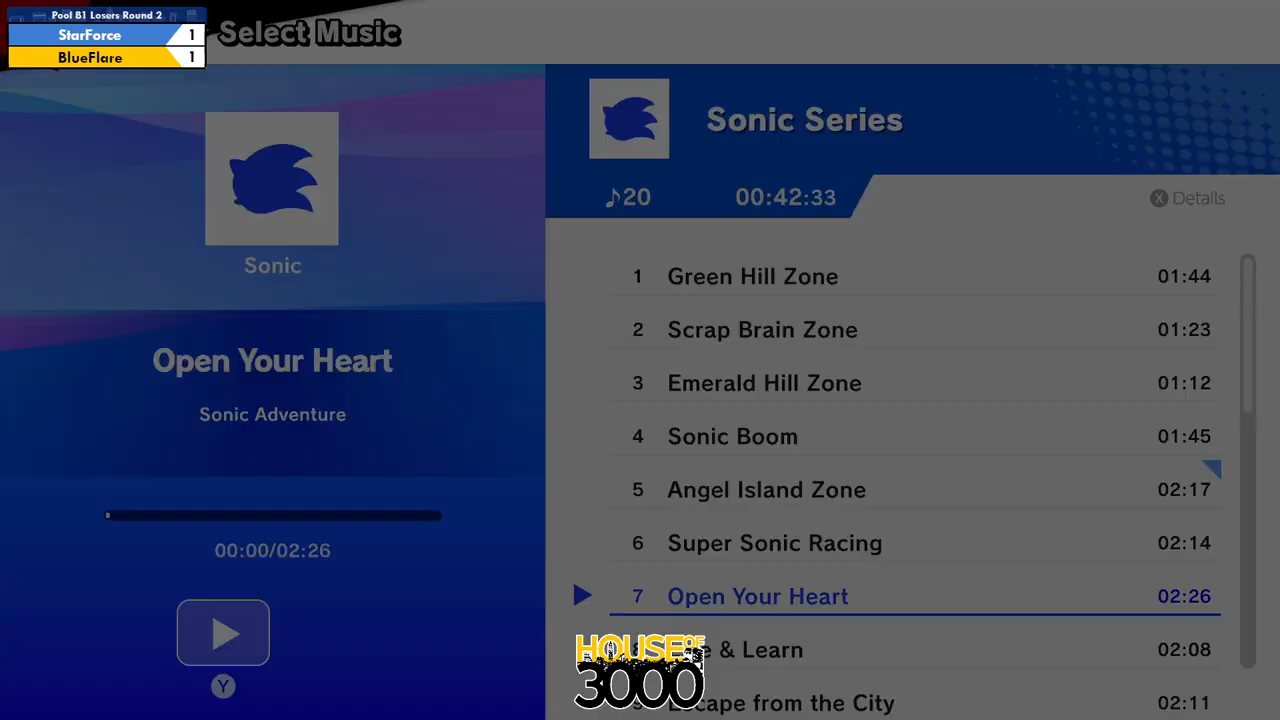 Pool B1 Losers Round 2
StarForce 1
BlueFlare 1
Select Music
Sonic
Open Your Heart
Sonic Adventure
00:00/02:26
Y
Sonic Series
♪20 00:42:33
X Details
1 Green Hill Zone 01:44
2 Scrap Brain Zone 01:23
3 Emerald Hill Zone 01:12
4 Sonic Boom 01:45
5 Angel Island Zone 02:17
6 Super Sonic Racing 02:14
7 Open Your Heart 02:26
& Learn 02:08
Escape from the City 02:11
HOUSE OF
3000